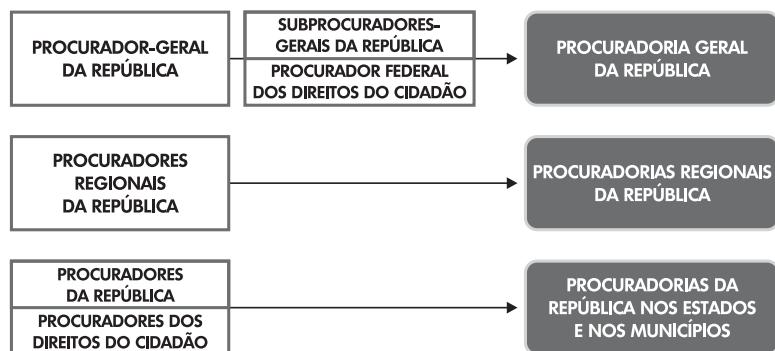 PROCURADOR-GERAL
DA REPÚBLICA
SUBPROCURADORES-
GERAIS DA REPÚBLICA
PROCURADOR FEDERAL
DOS DIREITOS DO CIDADÃO
PROCURADORIA GERAL
DA REPÚBLICA
PROCURADORES
REGIONAIS
DA REPÚBLICA
PROCURADORIAS REGIONAIS
DA REPÚBLICA
PROCURADORES
DA REPÚBLICA
PROCURADORES DOS
DIREITOS DO CIDADÃO
PROCURADORIAS DA
REPÚBLICA NOS ESTADOS
E NOS MUNICÍPIOS